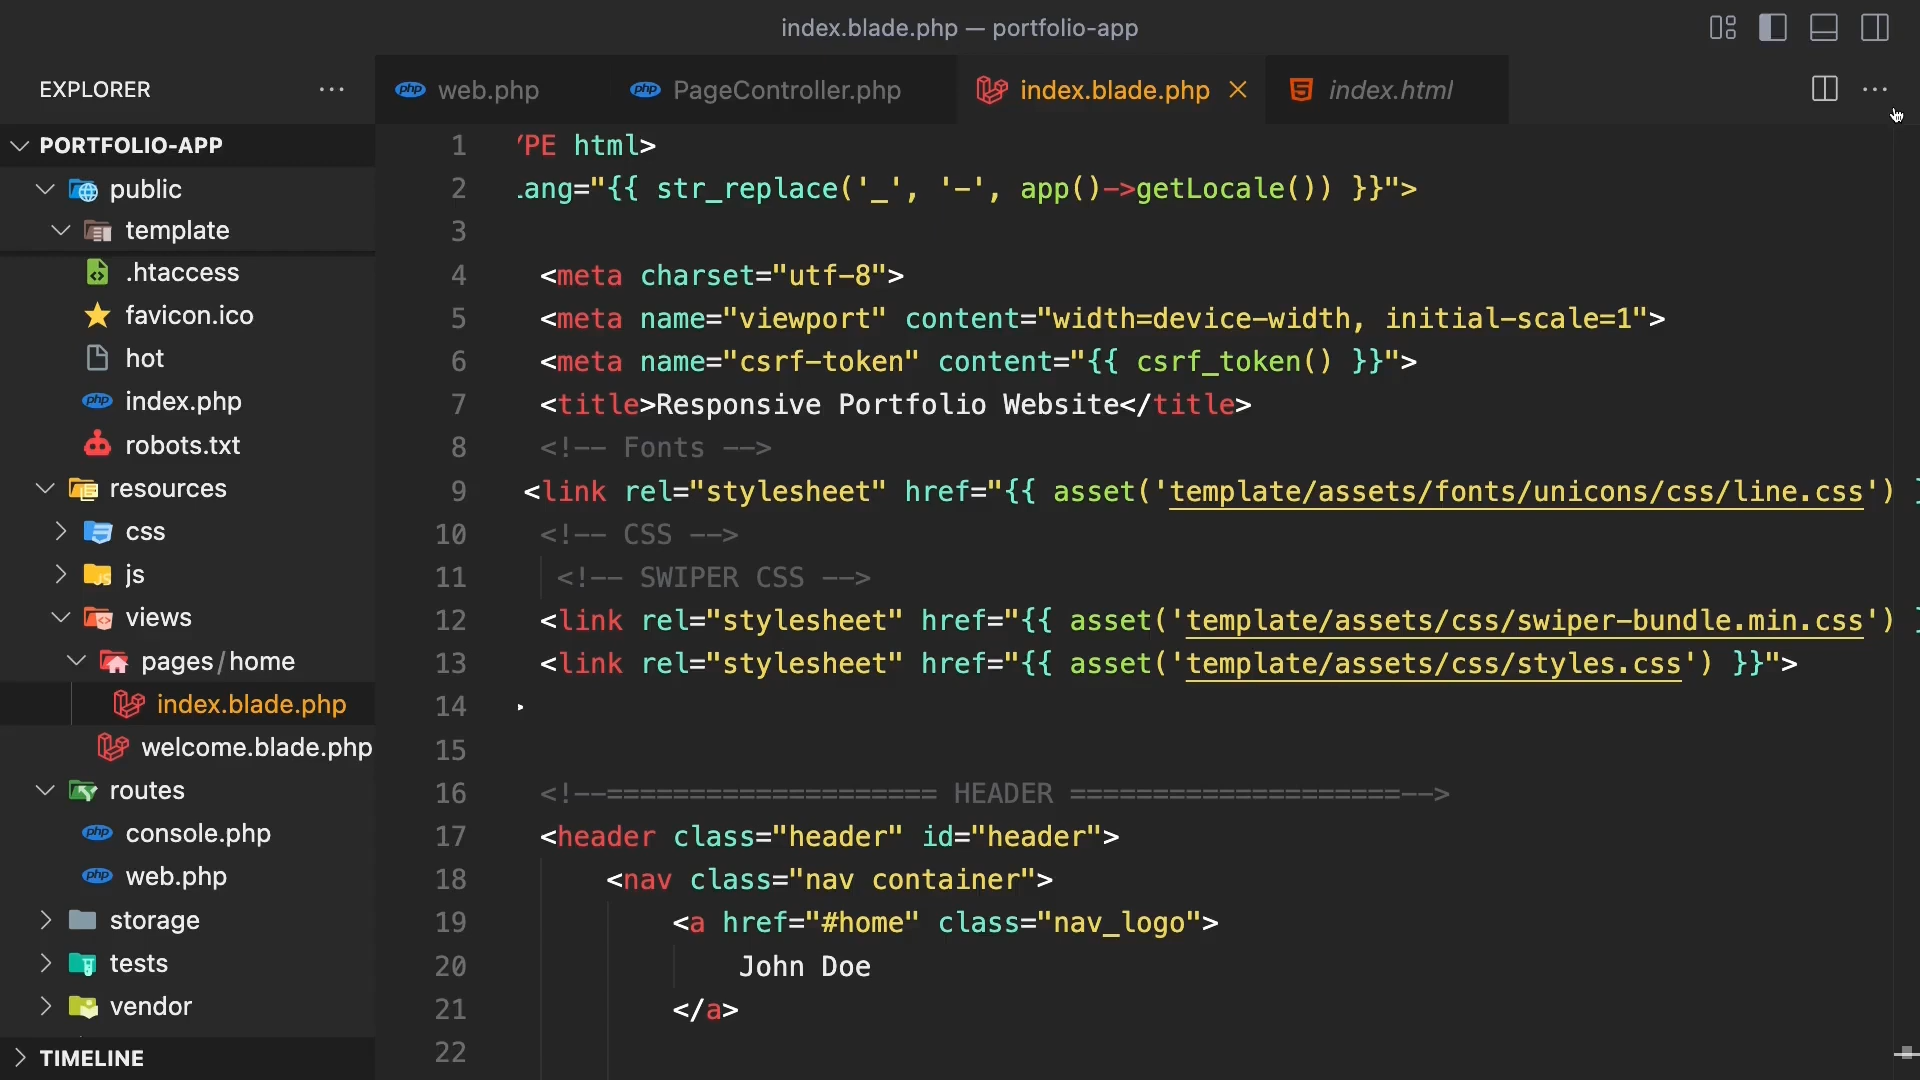 index.blade.php — portfolio-app
EXPLORER
web.php
PageController.php
index.blade.php
index.html
PORTFOLIO-APP
public
template
.htaccess
favicon.ico
hot
index.php
robots.txt
resources
css
js
views
pages/home
index.blade.php
welcome.blade.php
routes
console.php
web.php
storage
tests
vendor
TIMELINE
1 PE html>
2 ang="{{ str_replace('_', '-', app()->getLocale()) }}">
3
4 <meta charset="utf-8">
5 <meta name="viewport" content="width=device-width, initial-scale=1">
6 <meta name="csrf-token" content="{{ csrf_token() }}">
7 <title>Responsive Portfolio Website</title>
8 <!-- Fonts -->
9 <link rel="stylesheet" href="{{ asset('template/assets/fonts/unicons/css/line.css')
10 <!-- CSS -->
11 <!-- SWIPER CSS -->
12 <link rel="stylesheet" href="{{ asset('template/assets/css/swiper-bundle.min.css')
13 <link rel="stylesheet" href="{{ asset('template/assets/css/styles.css') }}">
14 >
15
16 <!--==================== HEADER ====================-->
17 <header class="header" id="header">
18 <nav class="nav container">
19 <a href="#home" class="nav_logo">
20 John Doe
21 </a>
22